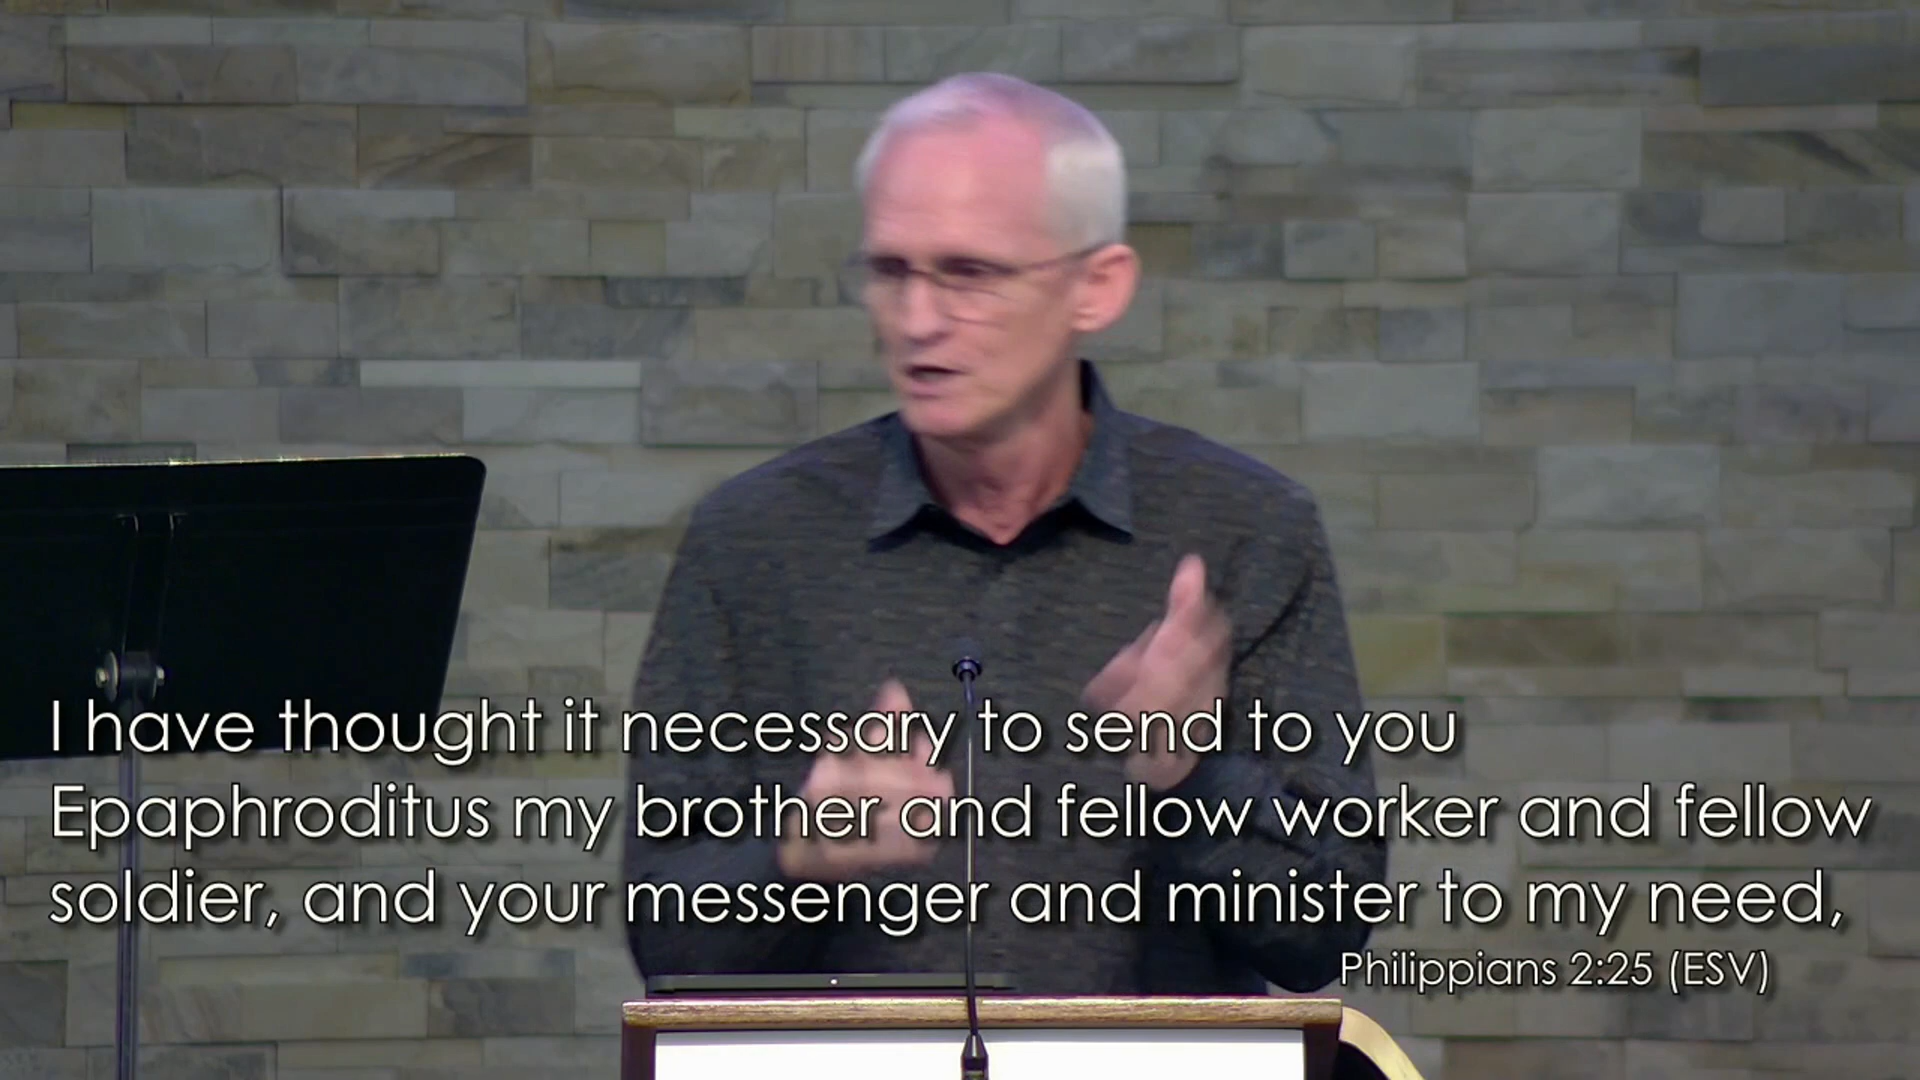 I have thought it necessary to send to you
Epaphroditus my brother and fellow worker and fellow
soldier, and your messenger and minister to my need,
Philippians 2:25 (ESV)